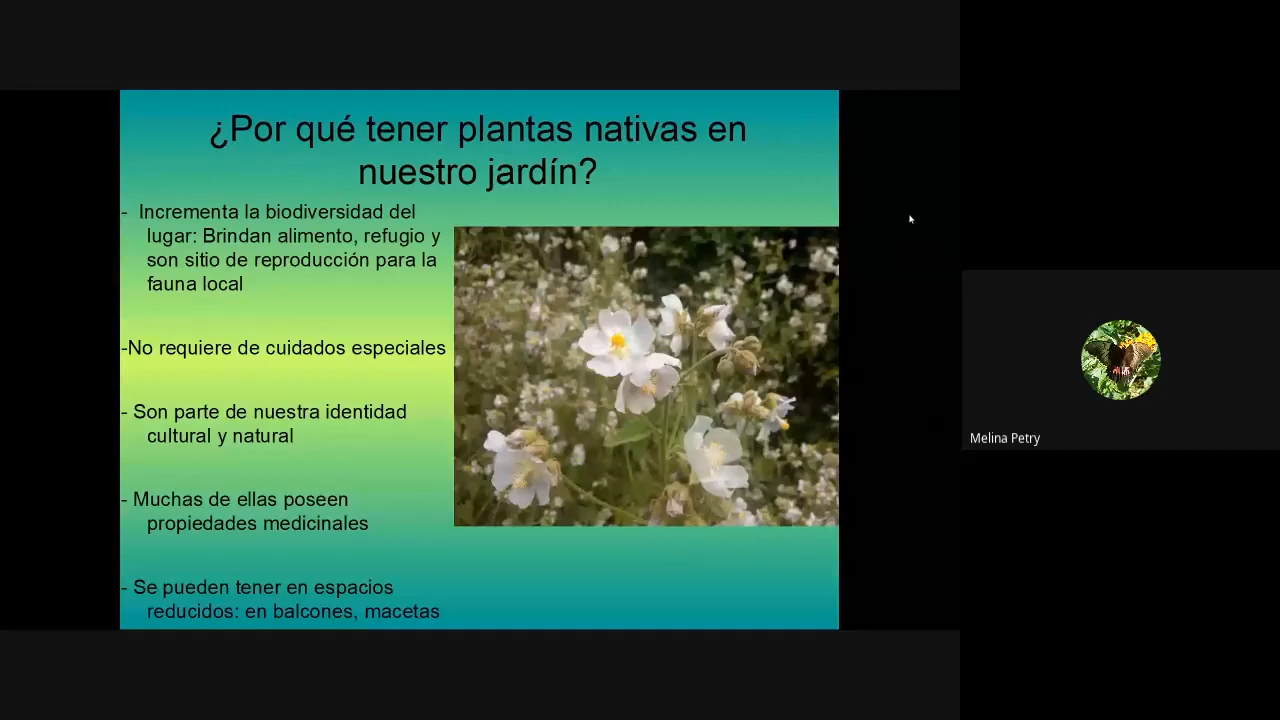 ¿Por qué tener plantas nativas en
nuestro jardín?
- Incrementa la biodiversidad del
lugar: Brindan alimento, refugio y
son sitio de reproducción para la
fauna local
-No requiere de cuidados especiales
- Son parte de nuestra identidad
cultural y natural
- Muchas de ellas poseen
propiedades medicinales
- Se pueden tener en espacios
reducidos: en balcones, macetas
Melina Petry